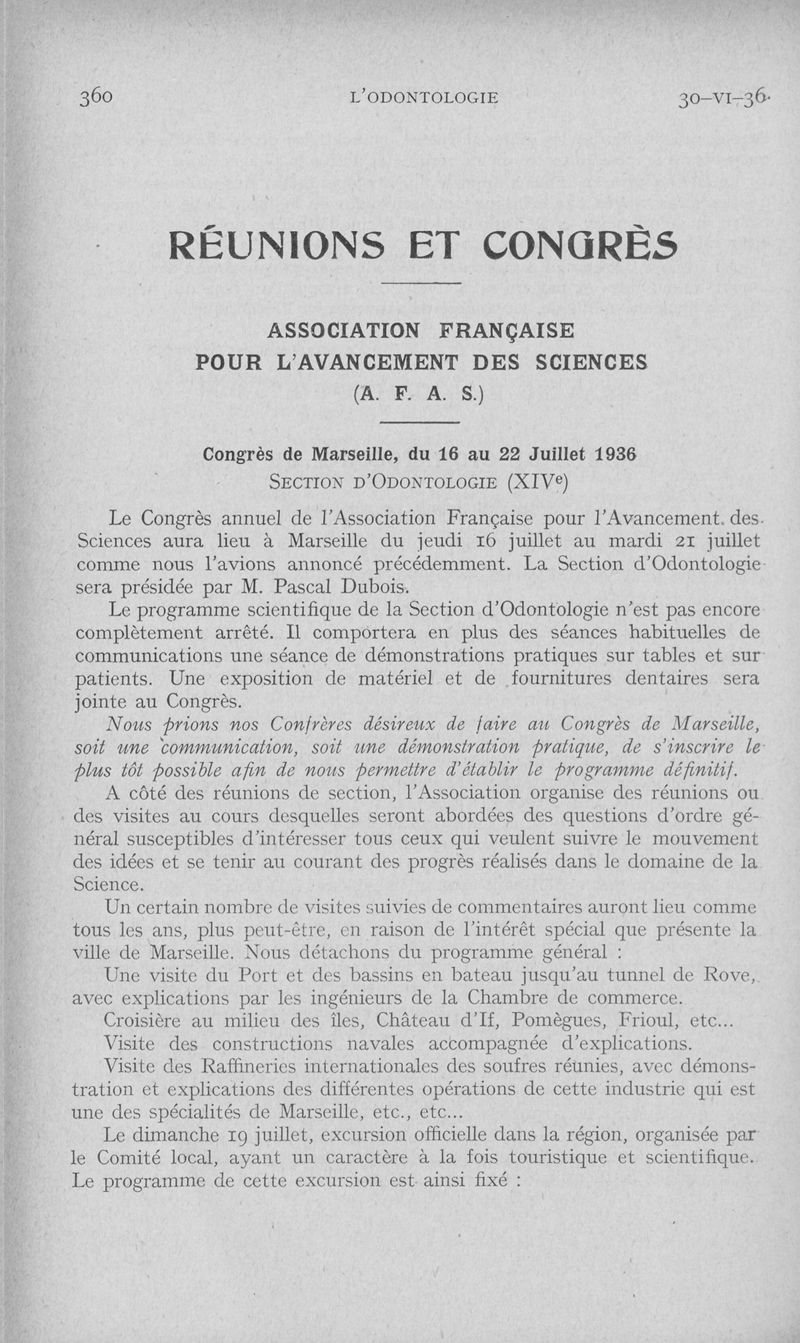 360 L'ODONTOLOGIE 30-VI-36
RÉUNIONS ET CONGRÈS
ASSOCIATION FRANÇAISE
POUR L'AVANCEMENT DES SCIENCES
(A. F. A. S.)
Congrès de Marseille, du 16 au 22 Juillet 1936
SECTION D'ODONTOLOGIE (XIVe)
Le Congrès annuel de l'Association Française pour l'Avancement des
Sciences aura lieu à Marseille du jeudi 16 juillet au mardi 21 juillet
comme nous l'avions annoncé précédemment. La Section d'Odontologie
sera présidée par M. Pascal Dubois.
Le programme scientifique de la Section d'Odontologie n'est pas encore
complètement arrêté. Il comportera en plus des séances habituelles de
communications une séance de démonstrations pratiques sur tables et sur
patients. Une exposition de matériel et de fournitures dentaires sera
jointe au Congrès.
Nous prions nos Confrères désireux de faire au Congrès de Marseille,
soit une communication, soit une démonstration pratique, de s'inscrire le
plus tôt possible afin de nous permettre d'établir le programme définitif.
A côté des réunions de section, l'Association organise des réunions ou
des visites au cours desquelles seront abordées des questions d'ordre gé-
néral susceptibles d'intéresser tous ceux qui veulent suivre le mouvement
des idées et se tenir au courant des progrès réalisés dans le domaine de la
Science.
Un certain nombre de visites suivies de commentaires auront lieu comme
tous les ans, plus peut-être, en raison de l'intérêt spécial que présente la
ville de Marseille. Nous détachons du programme général :
Une visite du Port et des bassins en bateau jusqu'au tunnel de Rove,
avec explications par les ingénieurs de la Chambre de commerce.
Croisière au milieu des îles, Château d'If, Pomègues, Frioul, etc...
Visite des constructions navales accompagnée d'explications.
Visite des Raffineries internationales des soufres réunies, avec démons-
tration et explications des différentes opérations de cette industrie qui est
une des spécialités de Marseille, etc., etc...
Le dimanche 19 juillet, excursion officielle dans la région, organisée par
le Comité local, ayant un caractère à la fois touristique et scientifique.
Le programme de cette excursion est ainsi fixé :